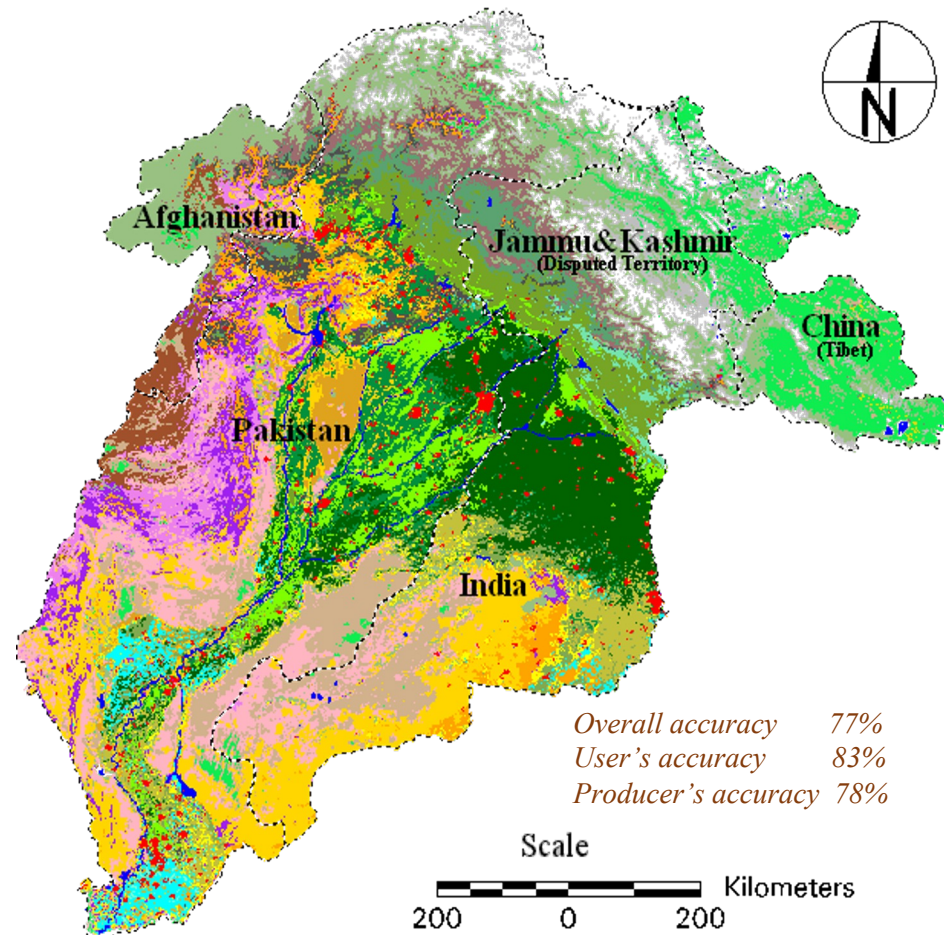 N
Afghanistan
Jammu & Kashmir
(Disputed Territory)
China
(Tibet)
Pakistan
India
Overall accuracy 77%
User's accuracy 83%
Producer's accuracy 78%
Scale
Kilometers
200 0 200